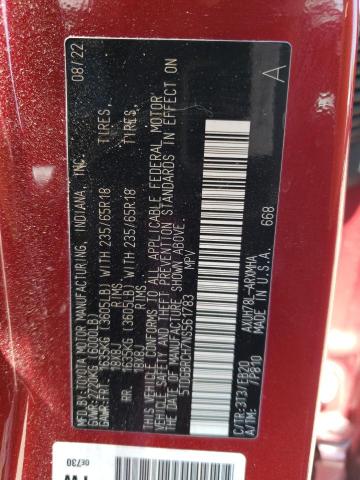 MFD.BY:TOYOTA MOTOR MANUFACTURING, INDIANA, INC. 08/22
GVWR:2720KG(6000LB)
GAWR:FRT. 1635KG(3605LB) WITH 235/65R18 TIRES,
18X8J RIMS,
RR. 1635KG(3605LB) WITH 235/65R18 TIRES,
18X8J RIMS,
THIS VEHICLE CONFORMS TO ALL APPLICABLE FEDERAL MOTOR
VEHICLE SAFETY AND THEFT PREVENTION STANDARDS IN EFFECT ON
THE DATE OF MANUFACTURE SHOWN ABOVE.
MPV
A
C/TR:3T3/EB20 AXUH78L-ARXMHA
A/TM: /P810 MADE IN U.S.A. 668
0E730